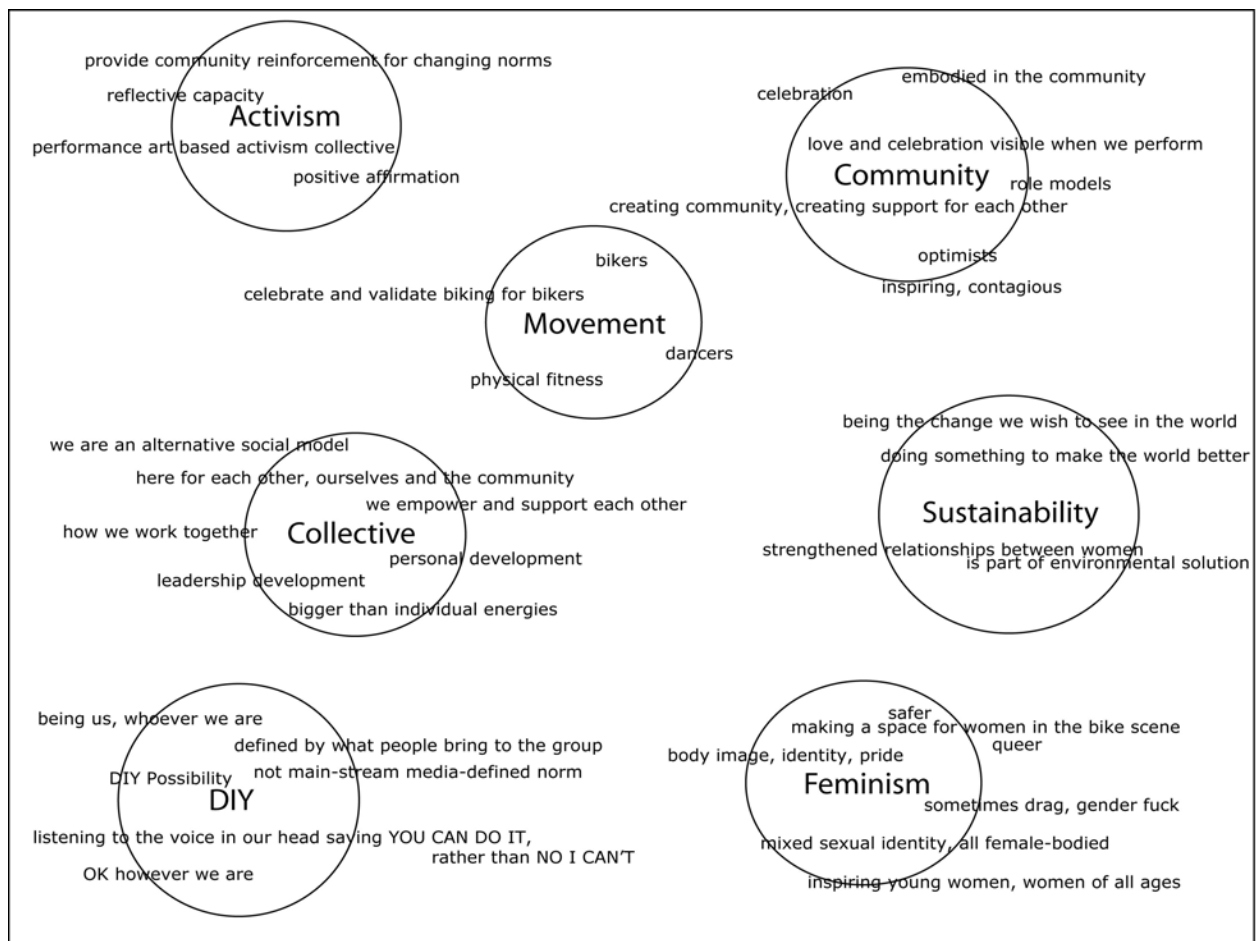 provide community reinforcement for changing norms
reflective capacity
Activism
performance art based activism collective
positive affirmation
embodied in the community
celebration
love and celebration visible when we perform
Community
role models
creating community, creating support for each other
optimists
inspiring, contagious
bikers
celebrate and validate biking for bikers
Movement
dancers
physical fitness
we are an alternative social model
here for each other, ourselves and the community
we empower and support each other
how we work together
Collective
personal development
leadership development
bigger than individual energies
being the change we wish to see in the world
doing something to make the world better
Sustainability
strengthened relationships between women
is part of environmental solution
being us, whoever we are
defined by what people bring to the group
not main-stream media-defined norm
DIY Possibility
DIY
listening to the voice in our head saying YOU CAN DO IT,
rather than NO I CAN'T
OK however we are
safer
making a space for women in the bike scene
queer
body image, identity, pride
Feminism
sometimes drag, gender fuck
mixed sexual identity, all female-bodied
inspiring young women, women of all ages